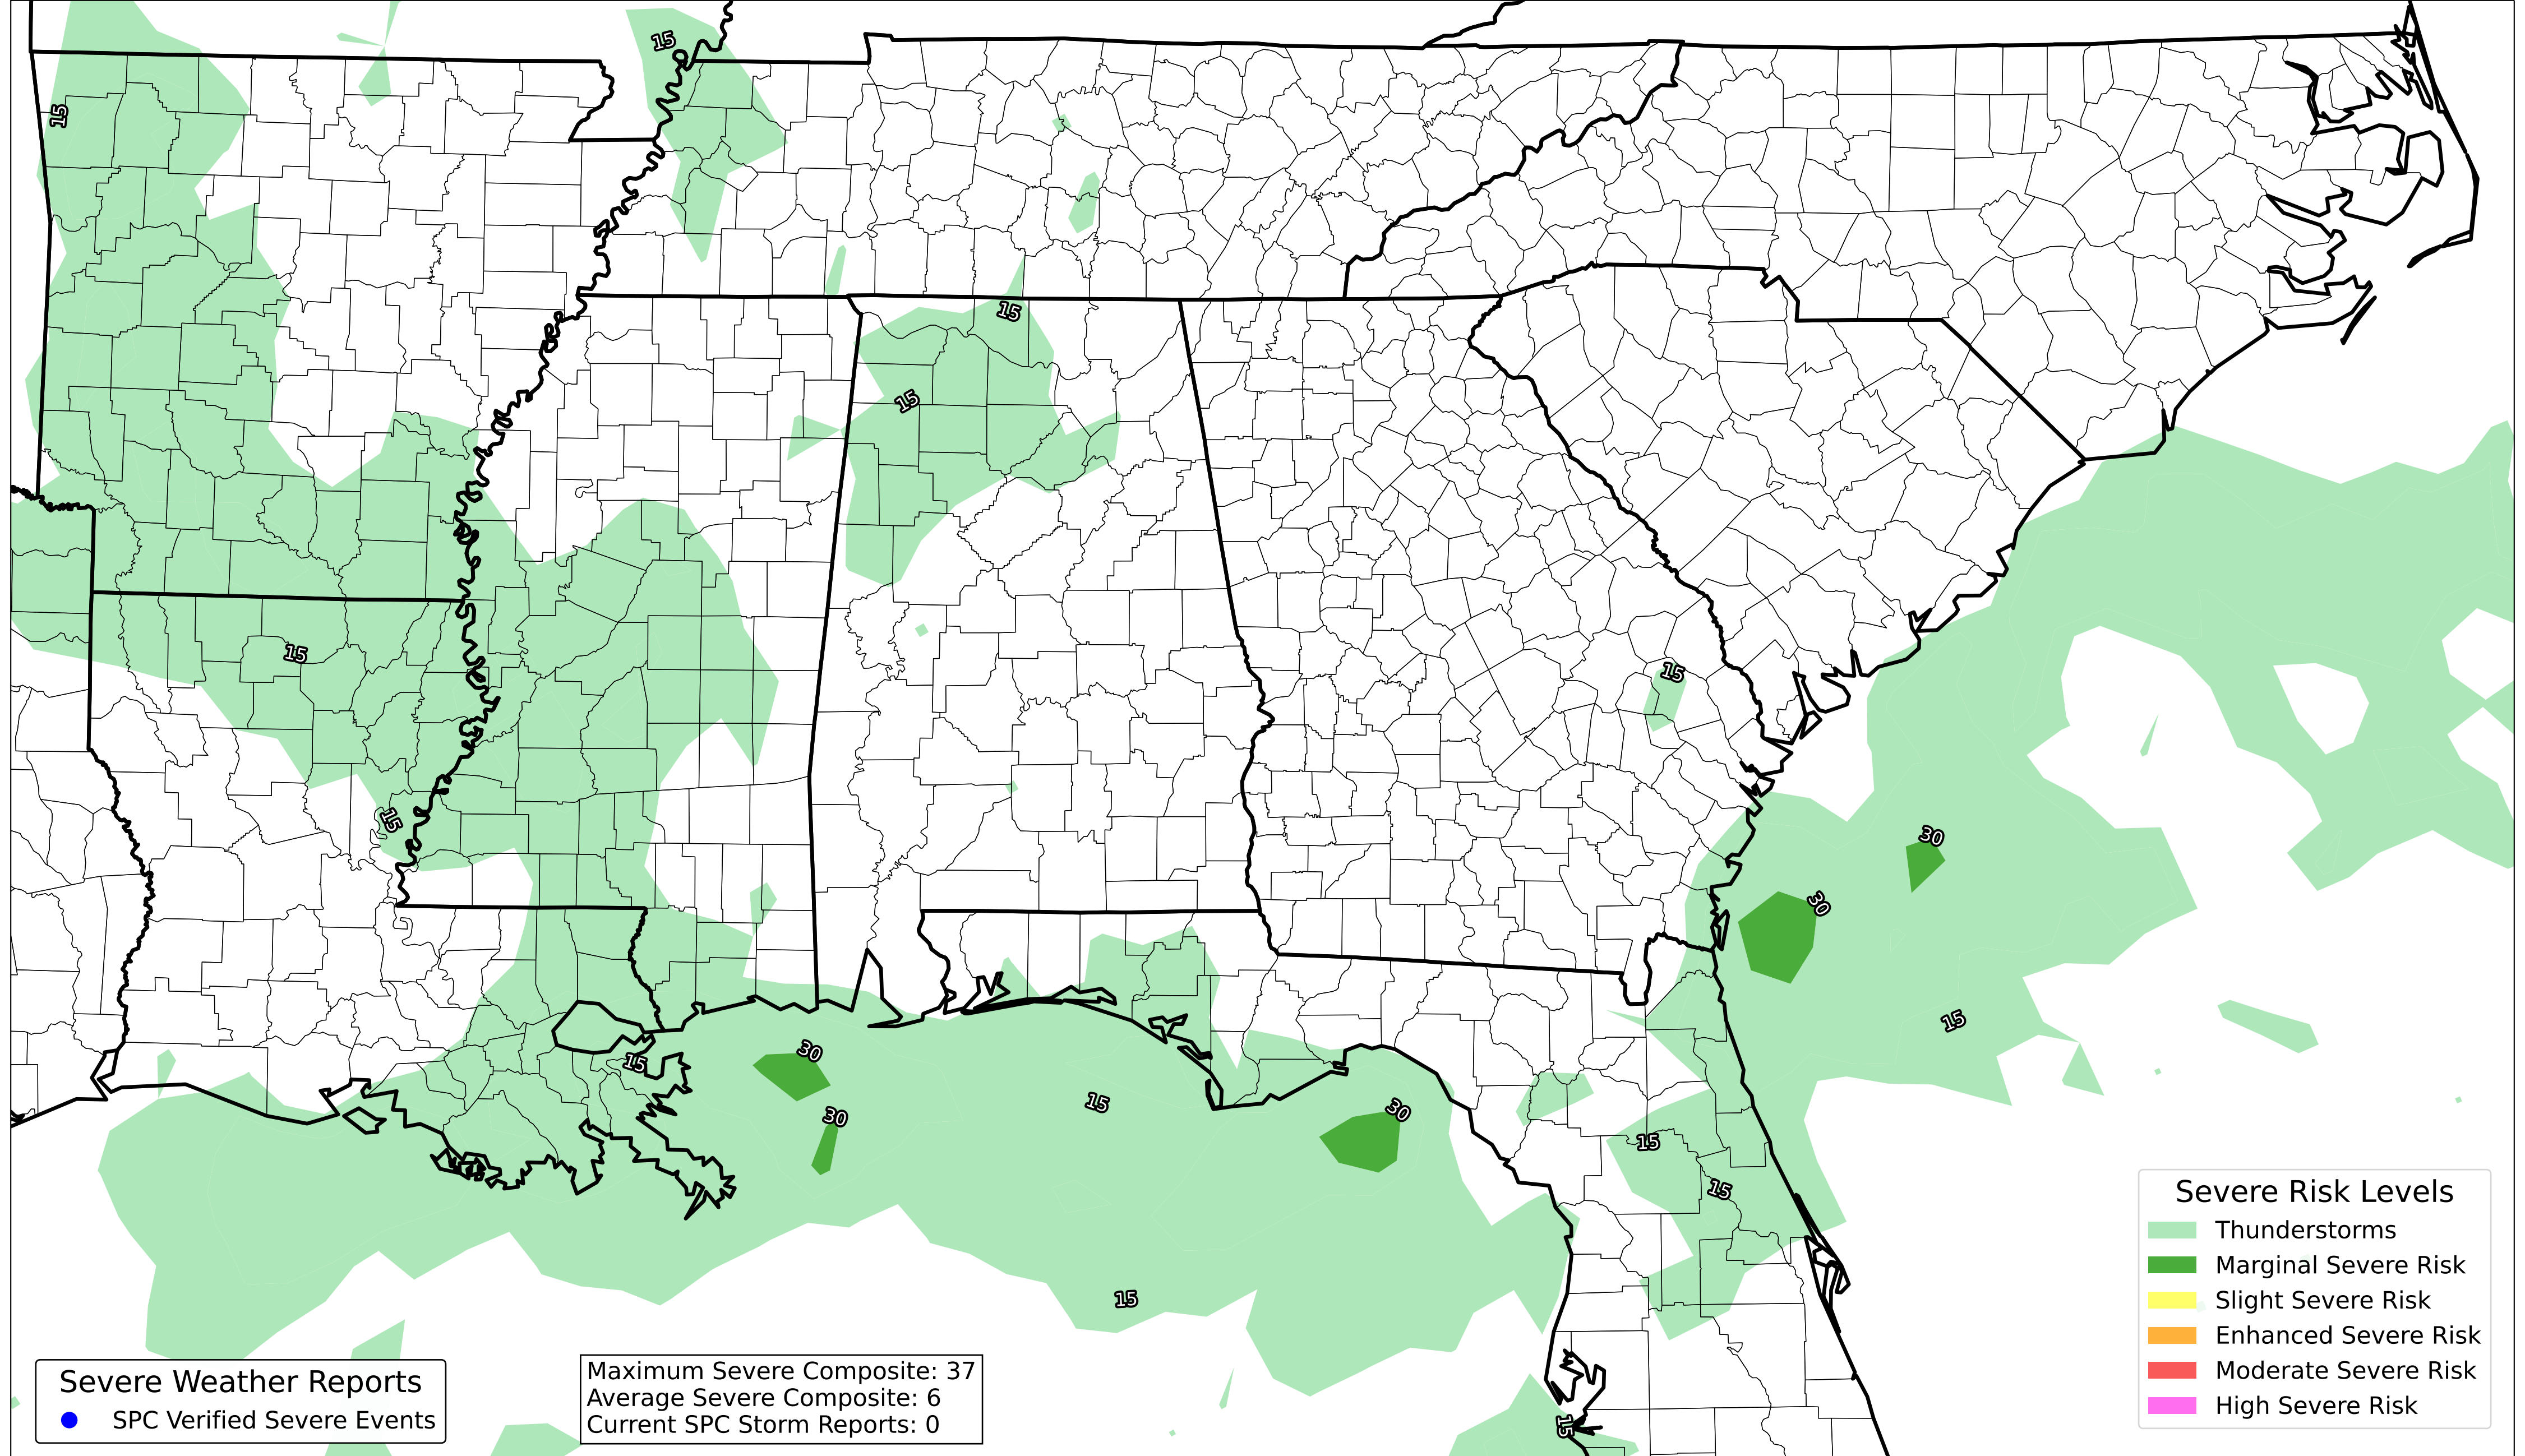 15
15
15
15
15
15
15
30
30
15
30
15
30
15
30
15
15
15
15
Severe Risk Levels
Thunderstorms
Marginal Severe Risk
Slight Severe Risk
Enhanced Severe Risk
Moderate Severe Risk
High Severe Risk
Severe Weather Reports
SPC Verified Severe Events
Maximum Severe Composite: 37
Average Severe Composite: 6
Current SPC Storm Reports: 0
15